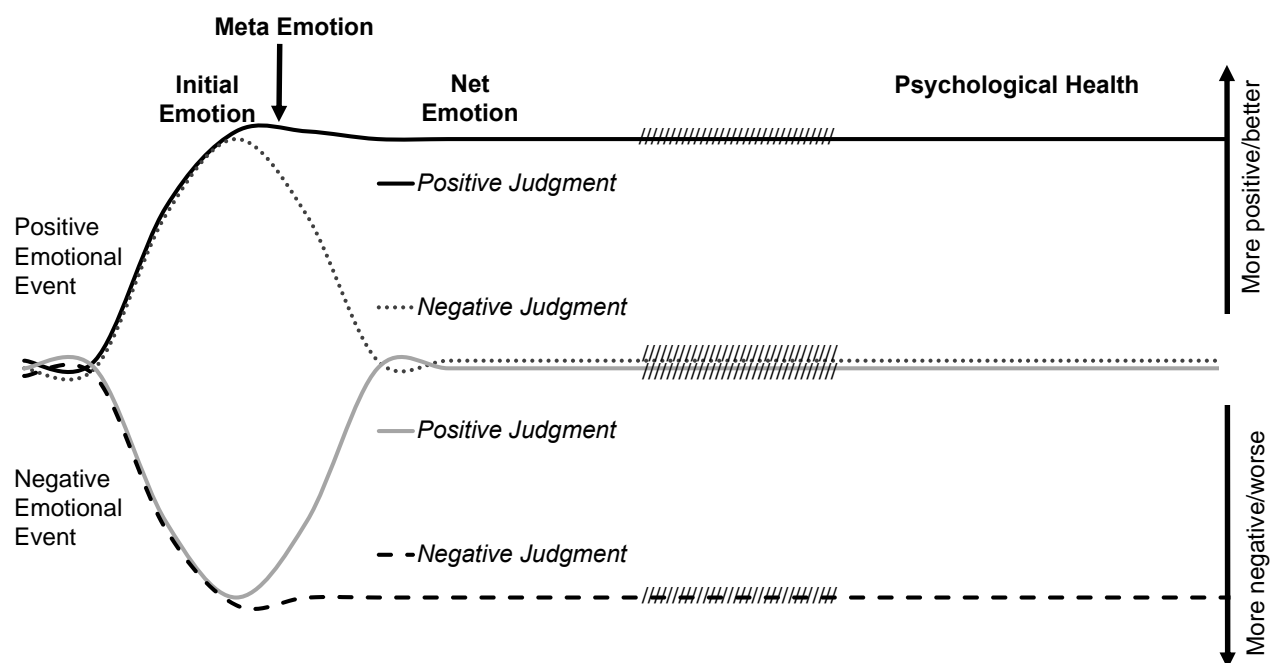 Meta Emotion
Initial
Emotion
Net
Emotion
Psychological Health
More positive/better
Positive Judgment
Positive
Emotional
Event
Negative Judgment
Positive Judgment
Negative
Emotional
Event
Negative Judgment
More negative/worse